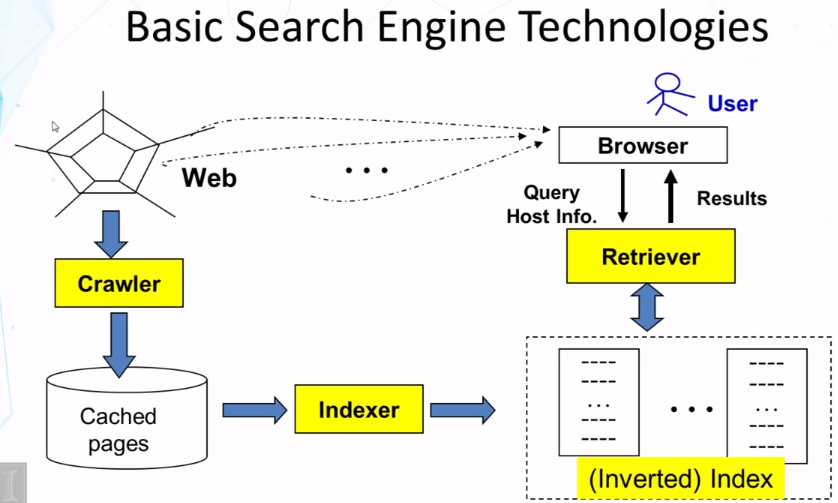 Basic Search Engine Technologies
User
Browser
Web
...
Query
Host Info.
Results
Retriever
Crawler
Cached
pages
Indexer
----
----
...
----
----
...
----
----
...
----
----
(Inverted) Index